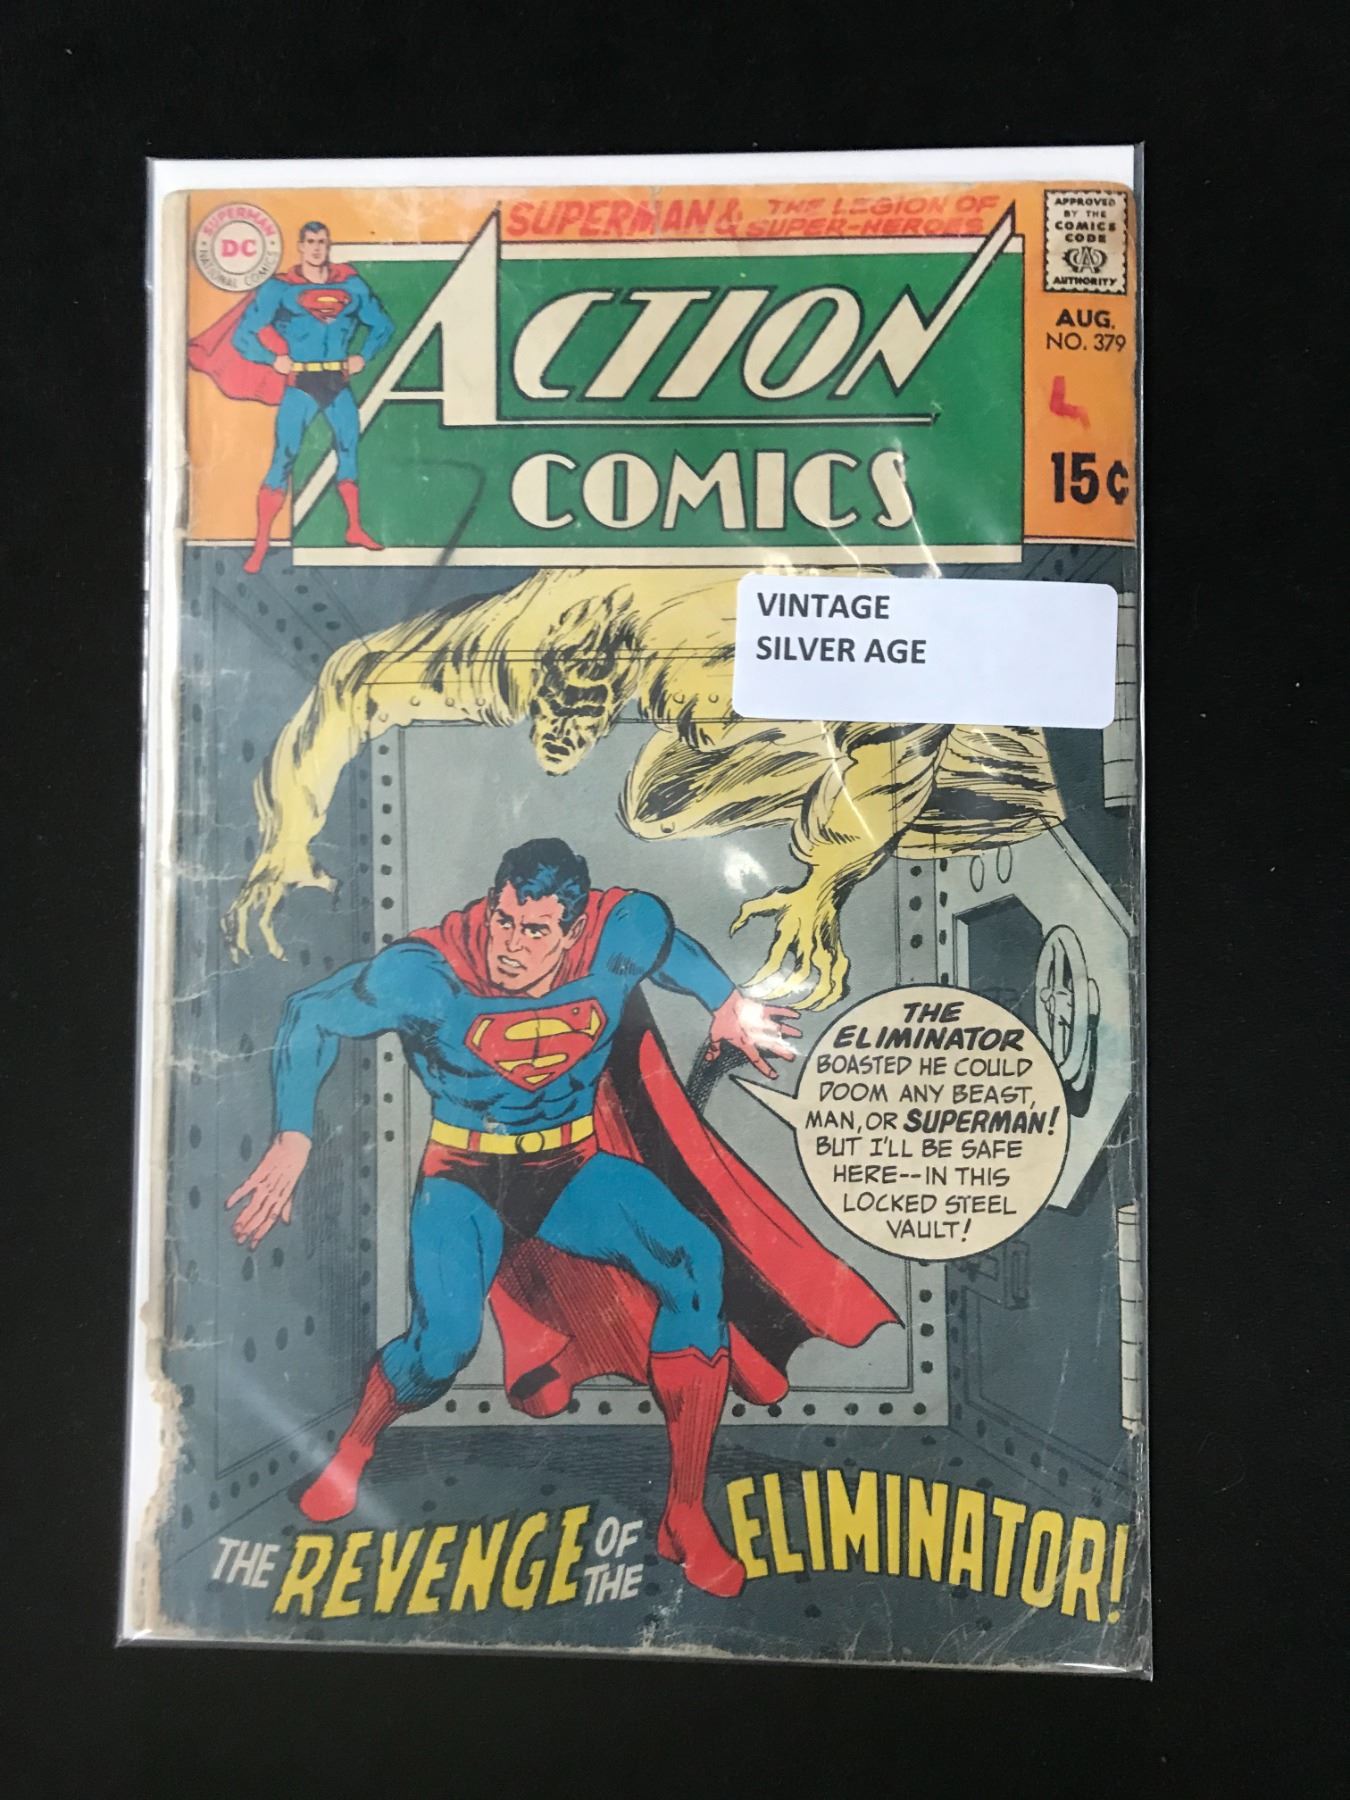 SUPERMAN
DC
NATIONAL COMICS
SUPERMAN & THE LEGION OF
SUPER-HEROES
ACTION
COMICS
APPROVED
BY THE
COMICS
CODE
CA
AUTHORITY
AUG.
NO. 379
15¢
VINTAGE
SILVER AGE
THE
ELIMINATOR
BOASTED HE COULD
DOOM ANY BEAST,
MAN, OR SUPERMAN!
BUT I'LL BE SAFE
HERE--IN THIS
LOCKED STEEL
VAULT!
THE REVENGE OF THE ELIMINATOR!